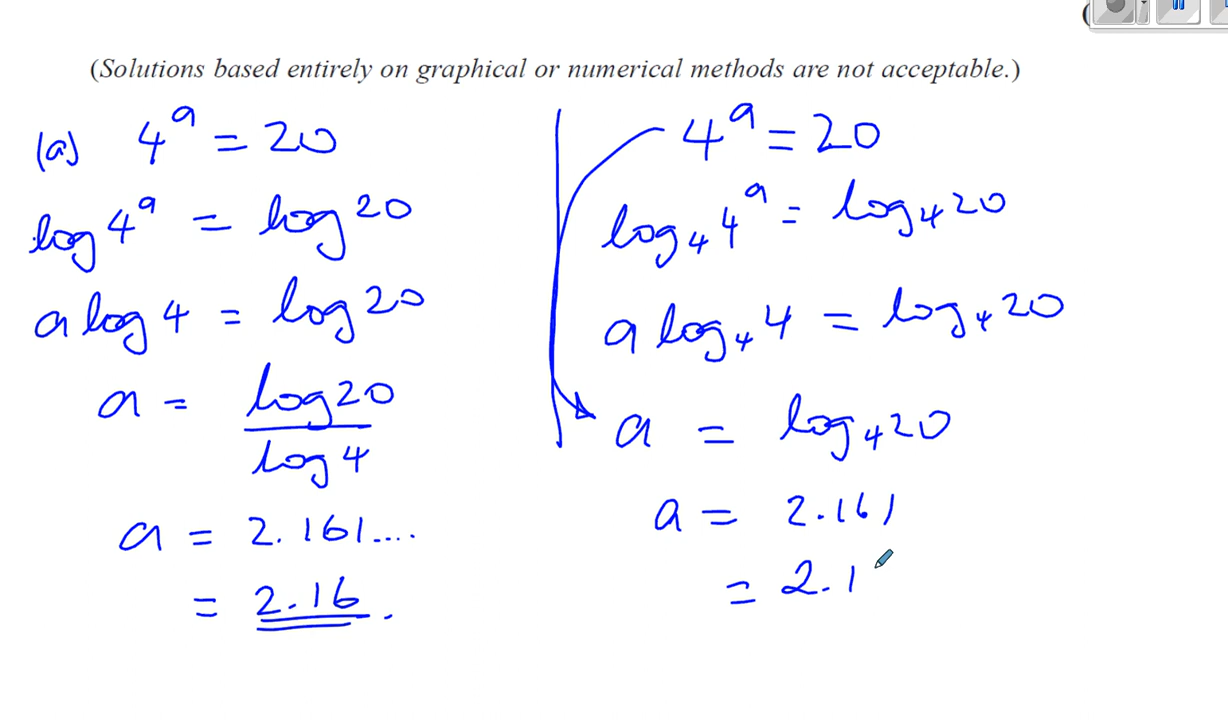 (
(Solutions based entirely on graphical or numerical methods are not acceptable.)
(a) 4^a = 20
log 4^a = log 20
a log 4 = log 20
a = log 20 / log 4
a = 2.161....
= 2.16.
4^a = 20
log₄ 4^a = log₄ 20
a log₄ 4 = log₄ 20
a = log₄ 20
a = 2.161
= 2.1